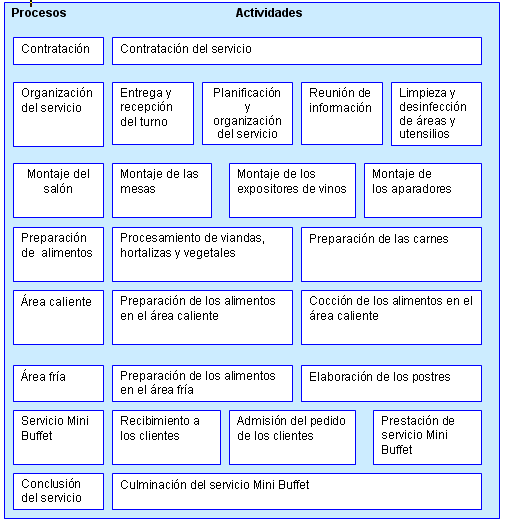 Procesos Actividades
Contratación Contratación del servicio
Organización
del servicio
Entrega y
recepción
del turno
Planificación
y
organización
del servicio
Reunión de
información
Limpieza y
desinfección
de áreas y
utensilios
Montaje del
salón
Montaje de las
mesas
Montaje de los
expositores de vinos
Montaje de
los aparadores
Preparación
de alimentos
Procesamiento de viandas,
hortalizas y vegetales
Preparación de las carnes
Área caliente
Preparación de los alimentos
en el área caliente
Cocción de los alimentos en el
área caliente
Área fría
Preparación de los alimentos
en el área fría
Elaboración de los postres
Servicio Mini
Buffet
Recibimiento a
los clientes
Admisión del pedido
de los clientes
Prestación de
servicio Mini
Buffet
Conclusión
del servicio
Culminación del servicio Mini Buffet